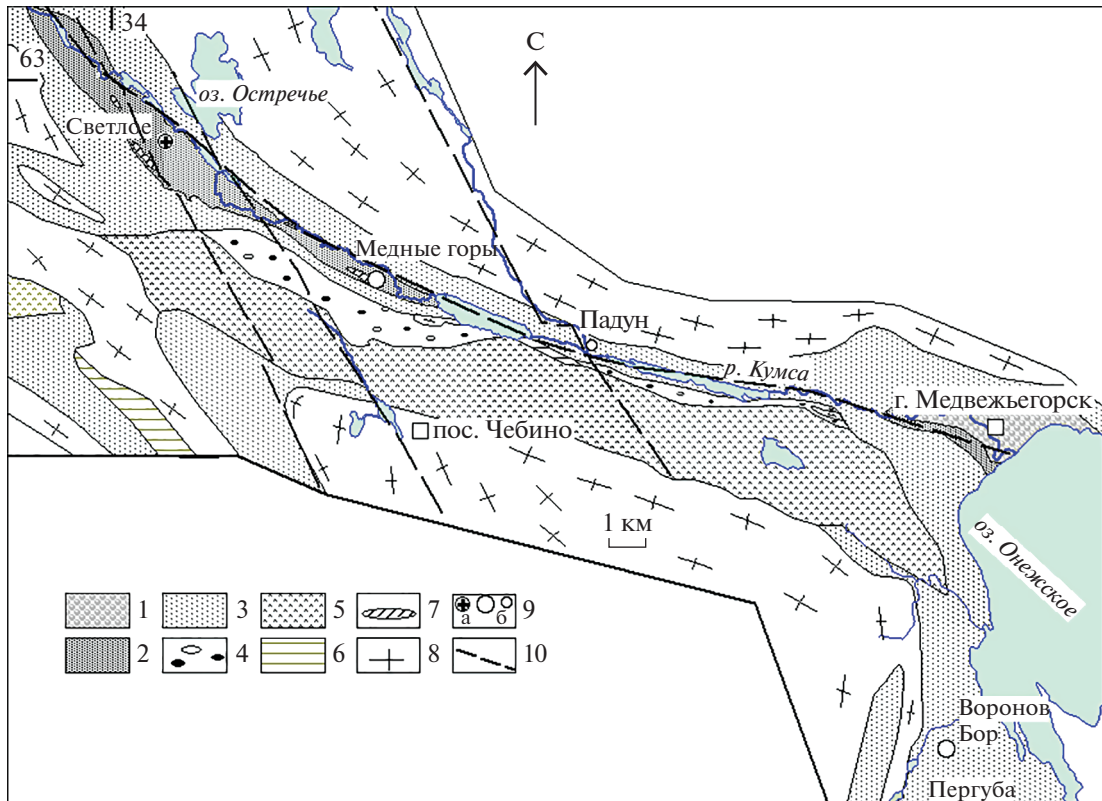 34
С
63
оз. Остречье
Светлое
Медные горы
Падун
р. Кумса
г. Медвежьегорск
пос. Чебино
1 км
оз. Онежское
1
3
5
7
а
б
9
2
4
6
8
10
Воронов
Бор
Пергуба